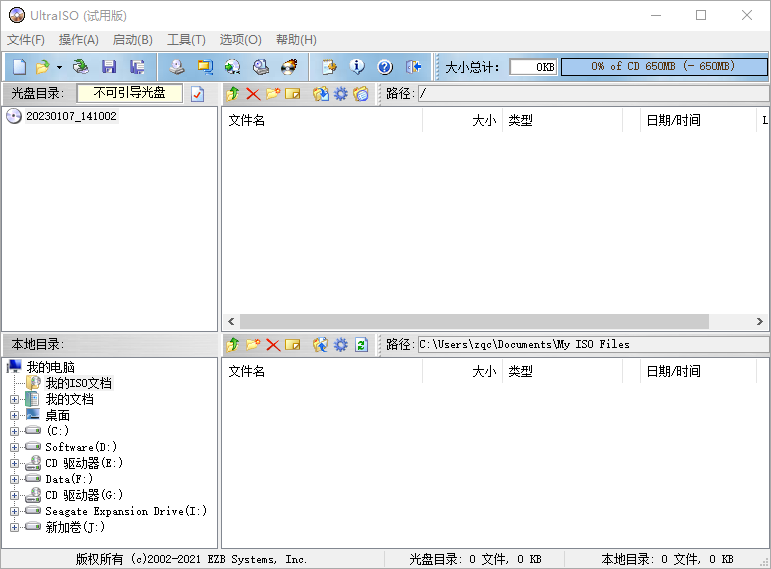 UltraISO (试用版)
文件(F) 操作(A) 启动(B) 工具(T) 选项(O) 帮助(H)
大小总计: 0KB 0% of CD 650MB (- 650MB)
光盘目录: 不可引导光盘 路径: /
20230107_141002
文件名 大小 类型 日期/时间 L
本地目录: 路径: C:\Users\zqc\Documents\My ISO Files
我的电脑
我的ISO文档
我的文档
桌面
(C:)
Software(D:)
CD 驱动器(E:)
Data(F:)
CD 驱动器(G:)
Seagate Expansion Drive(I:)
新加卷(J:)
文件名 大小 类型 日期/时间
版权所有 (c)2002-2021 EZB Systems, Inc. 光盘目录: 0 文件, 0 KB 本地目录: 0 文件, 0 KB